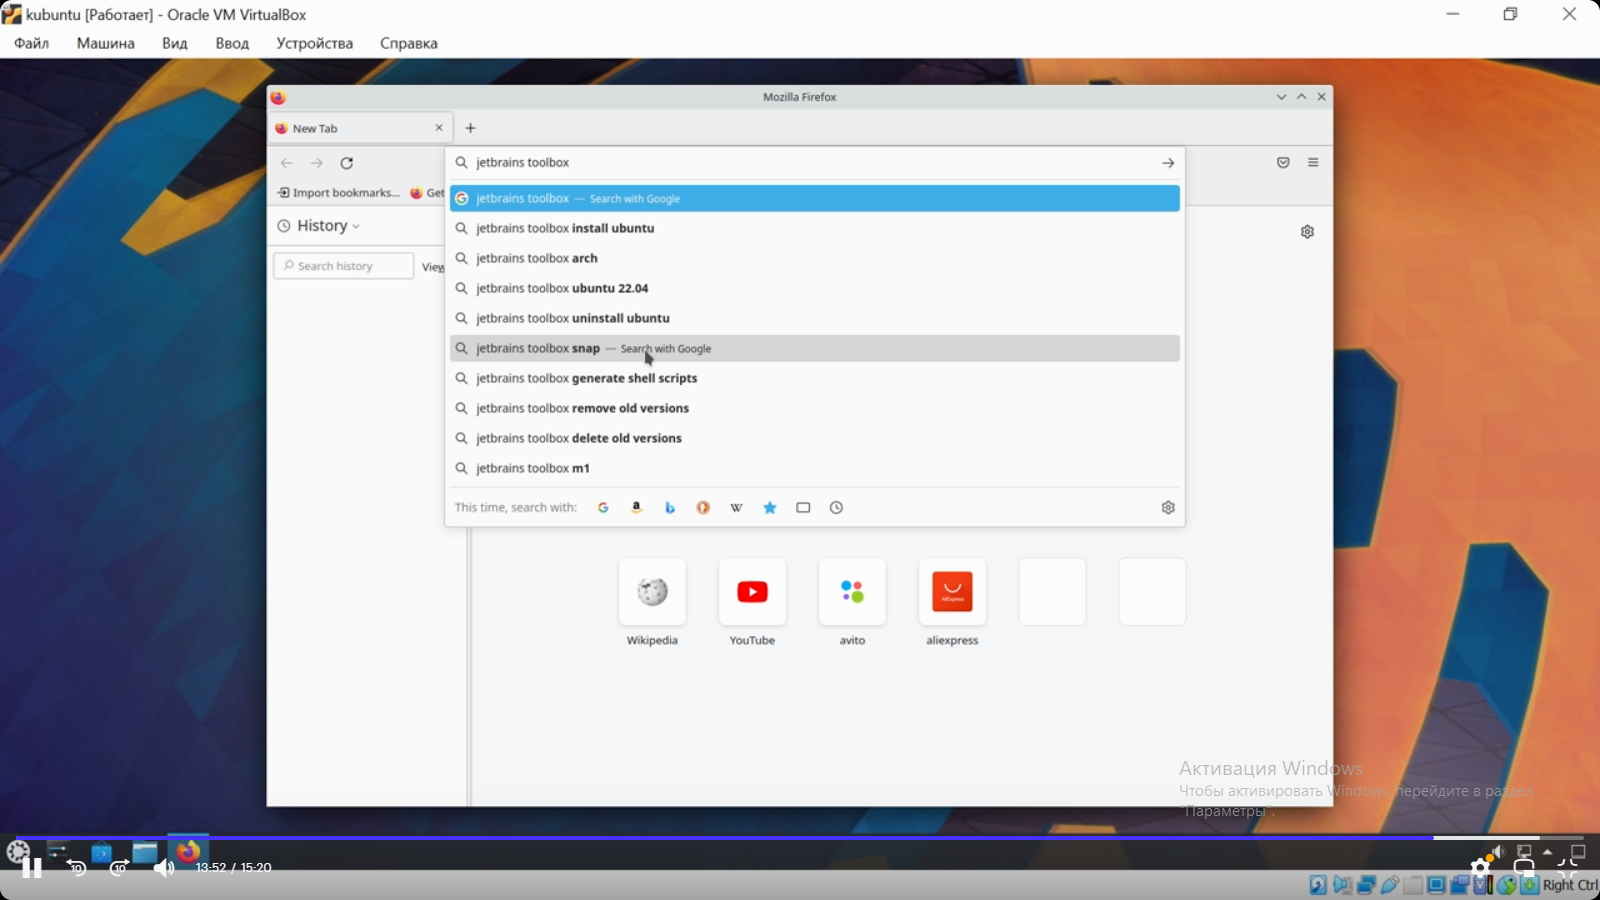 kubuntu [Работает] - Oracle VM VirtualBox
Файл Машина Вид Ввод Устройства Справка
Mozilla Firefox
New Tab
jetbrains toolbox
Import bookmarks... Get
jetbrains toolbox — Search with Google
History
jetbrains toolbox install ubuntu
Search history View
jetbrains toolbox arch
jetbrains toolbox ubuntu 22.04
jetbrains toolbox uninstall ubuntu
jetbrains toolbox snap — Search with Google
jetbrains toolbox generate shell scripts
jetbrains toolbox remove old versions
jetbrains toolbox delete old versions
jetbrains toolbox m1
This time, search with:
Wikipedia YouTube avito aliexpress
Активация Windows
Чтобы активировать Windows, перейдите в раздел
"Параметры".
10 10 13:52 / 15:20
Right Ctrl